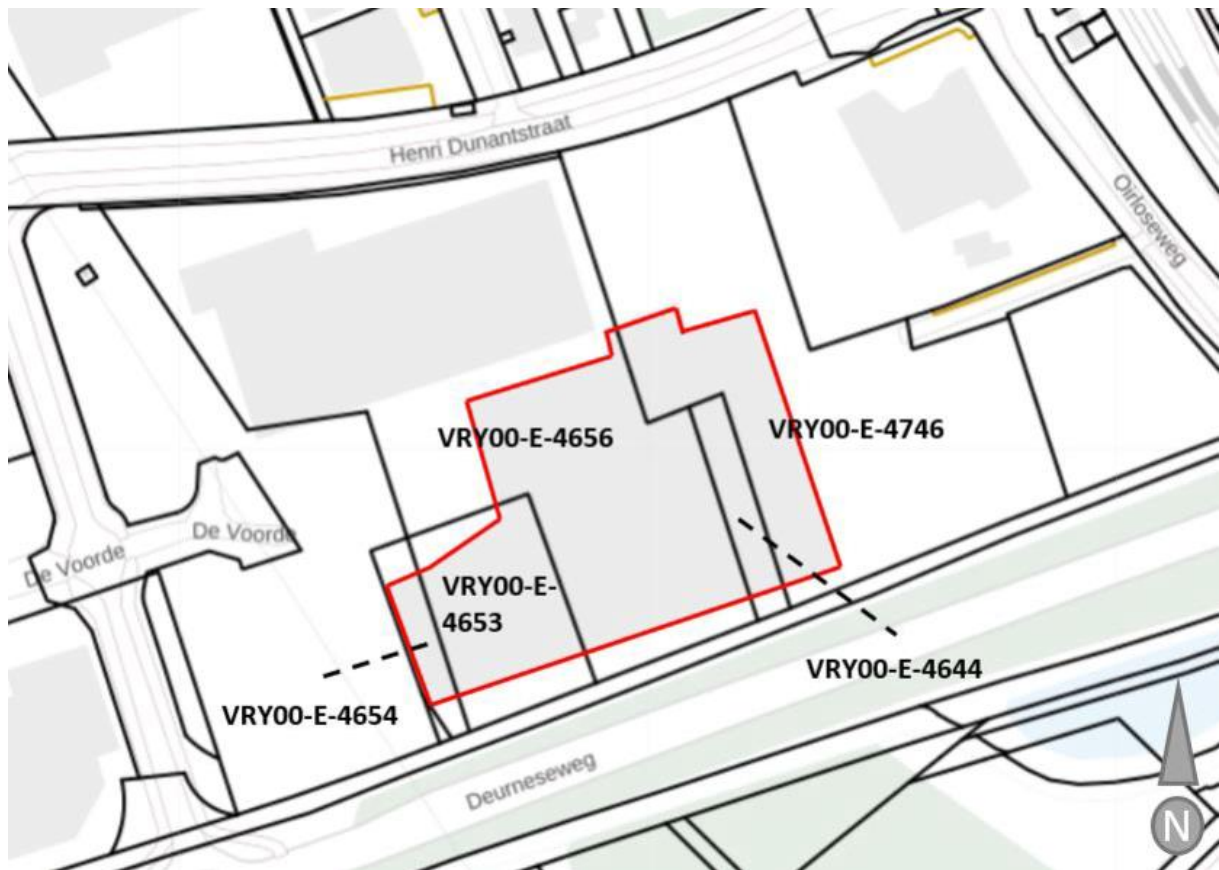 Henri Dunantstraat
Oirloseweg
VRY00-E-4656
VRY00-E-4746
De Voorde
De Voorde
VRY00-E-
4653
VRY00-E-4644
VRY00-E-4654
Deurneseweg
N